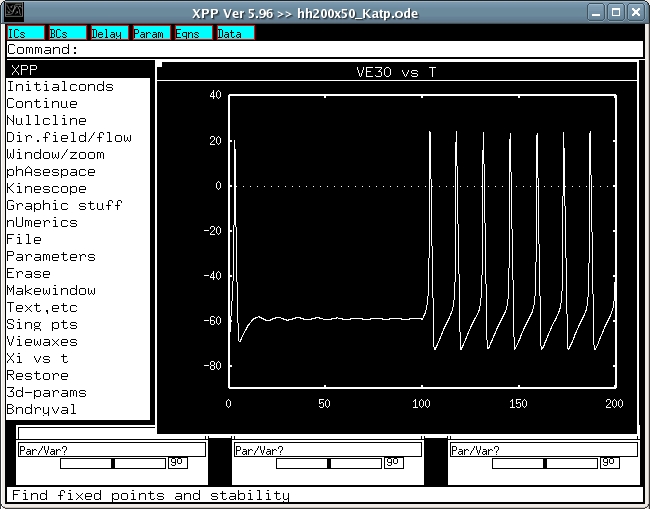 XPP Ver 5.96 >> hh200x50_Katp.ode
ICs BCs Delay Param Eqns Data
Command:
XPP
Initialconds
Continue
Nullcline
Dir.field/flow
Window/zoom
phAsespace
Kinescope
Graphic stuff
nUmerics
File
Parameters
Erase
Makewindow
Text,etc
Sing pts
Viewaxes
Xi vs t
Restore
3d-params
Bndryval
VE30 vs T
40
20
0
-20
-40
-60
-80
0 50 100 150 200
Par/Var? Par/Var? Par/Var?
go go go
Find fixed points and stability